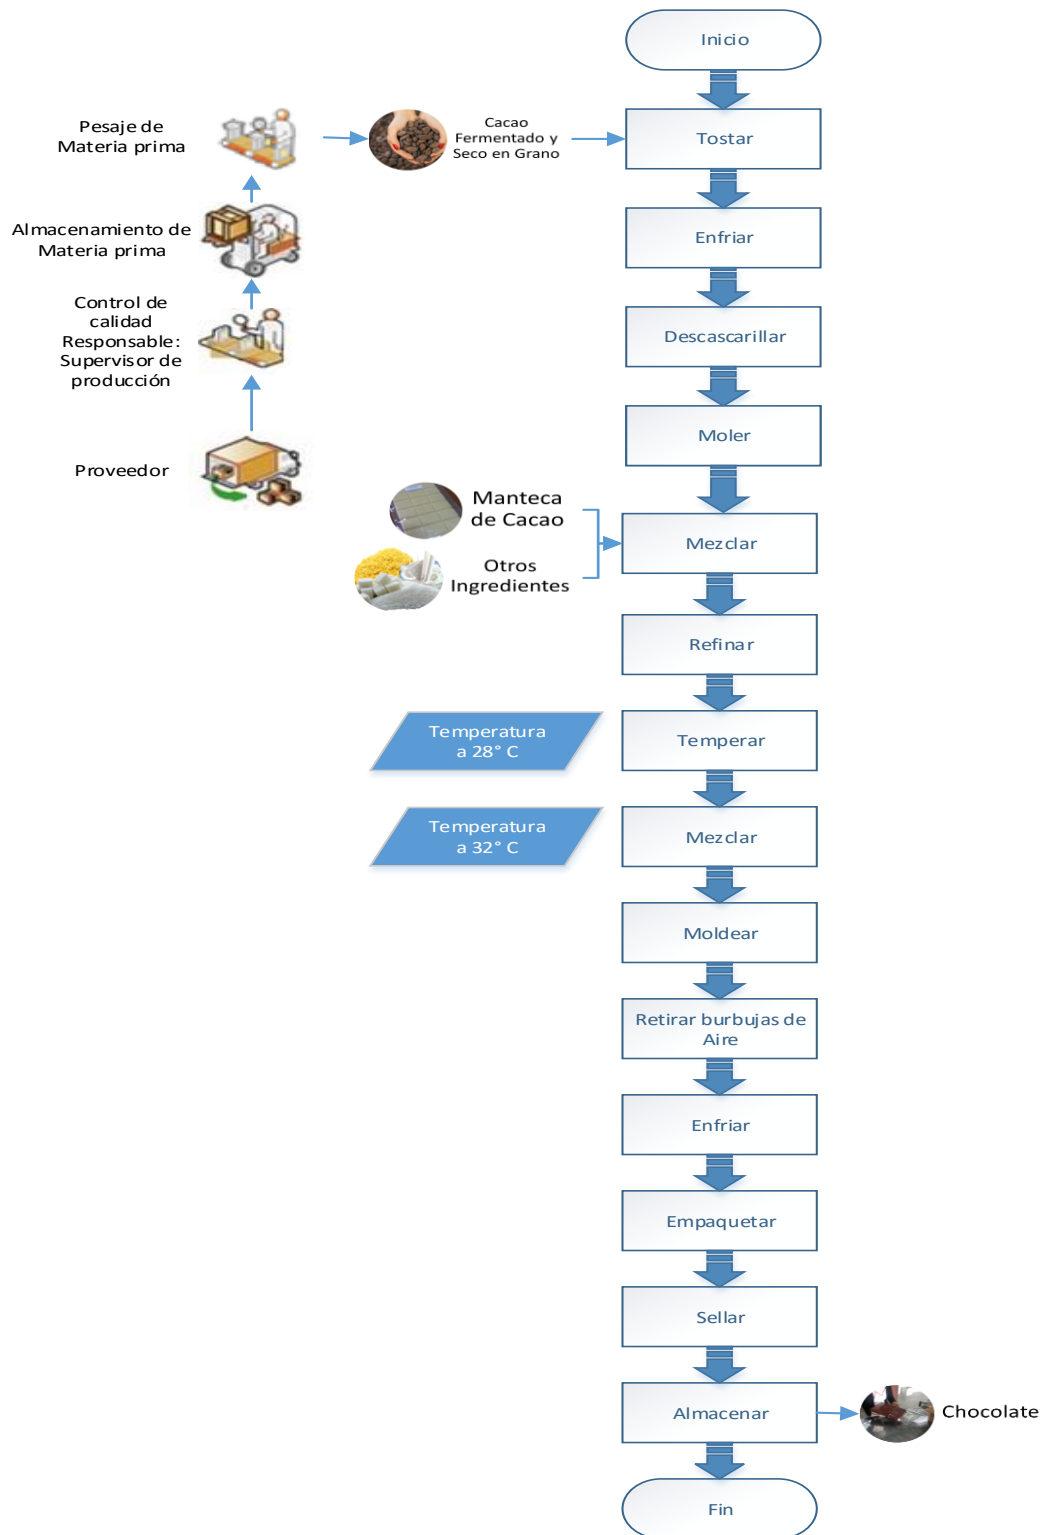 Inicio
Pesaje de
Materia prima
Cacao
Fermentado y
Seco en Grano
Tostar
Almacenamiento de
Materia prima
Enfriar
Control de
calidad
Responsable:
Supervisor de
producción
Descascarillar
Moler
Proveedor
Manteca
de Cacao
Otros
Ingredientes
Mezclar
Refinar
Temperatura
a 28° C
Temperar
Temperatura
a 32° C
Mezclar
Moldear
Retirar burbujas de
Aire
Enfriar
Empaquetar
Sellar
Almacenar
Chocolate
Fin